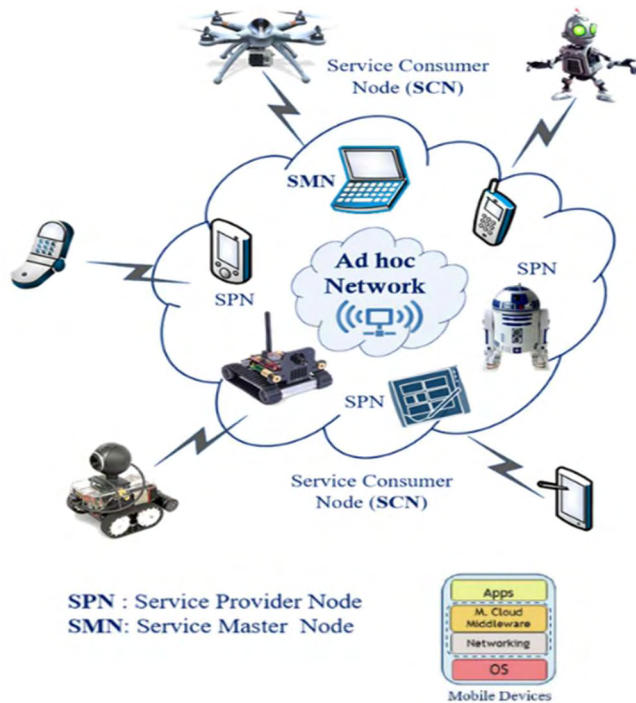 Service Consumer
Node (SCN)
SMN
Ad hoc
Network
SPN
SPN
SPN
Service Consumer
Node (SCN)
SPN : Service Provider Node
SMN: Service Master Node
Apps
M. Cloud
Middleware
Networking
OS
Mobile Devices